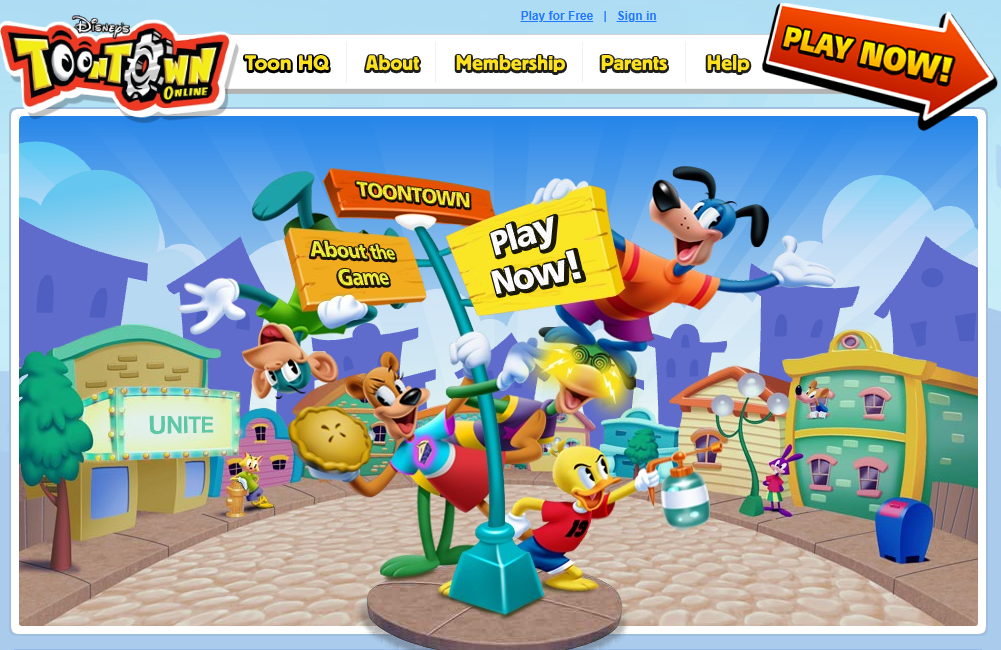 Play for Free | Sign in
Disney's
TOONTOWN
ONLINE
Toon HQ
About
Membership
Parents
Help
PLAY NOW!
TOONTOWN
About the
Game
Play
Now!
UNITE
19